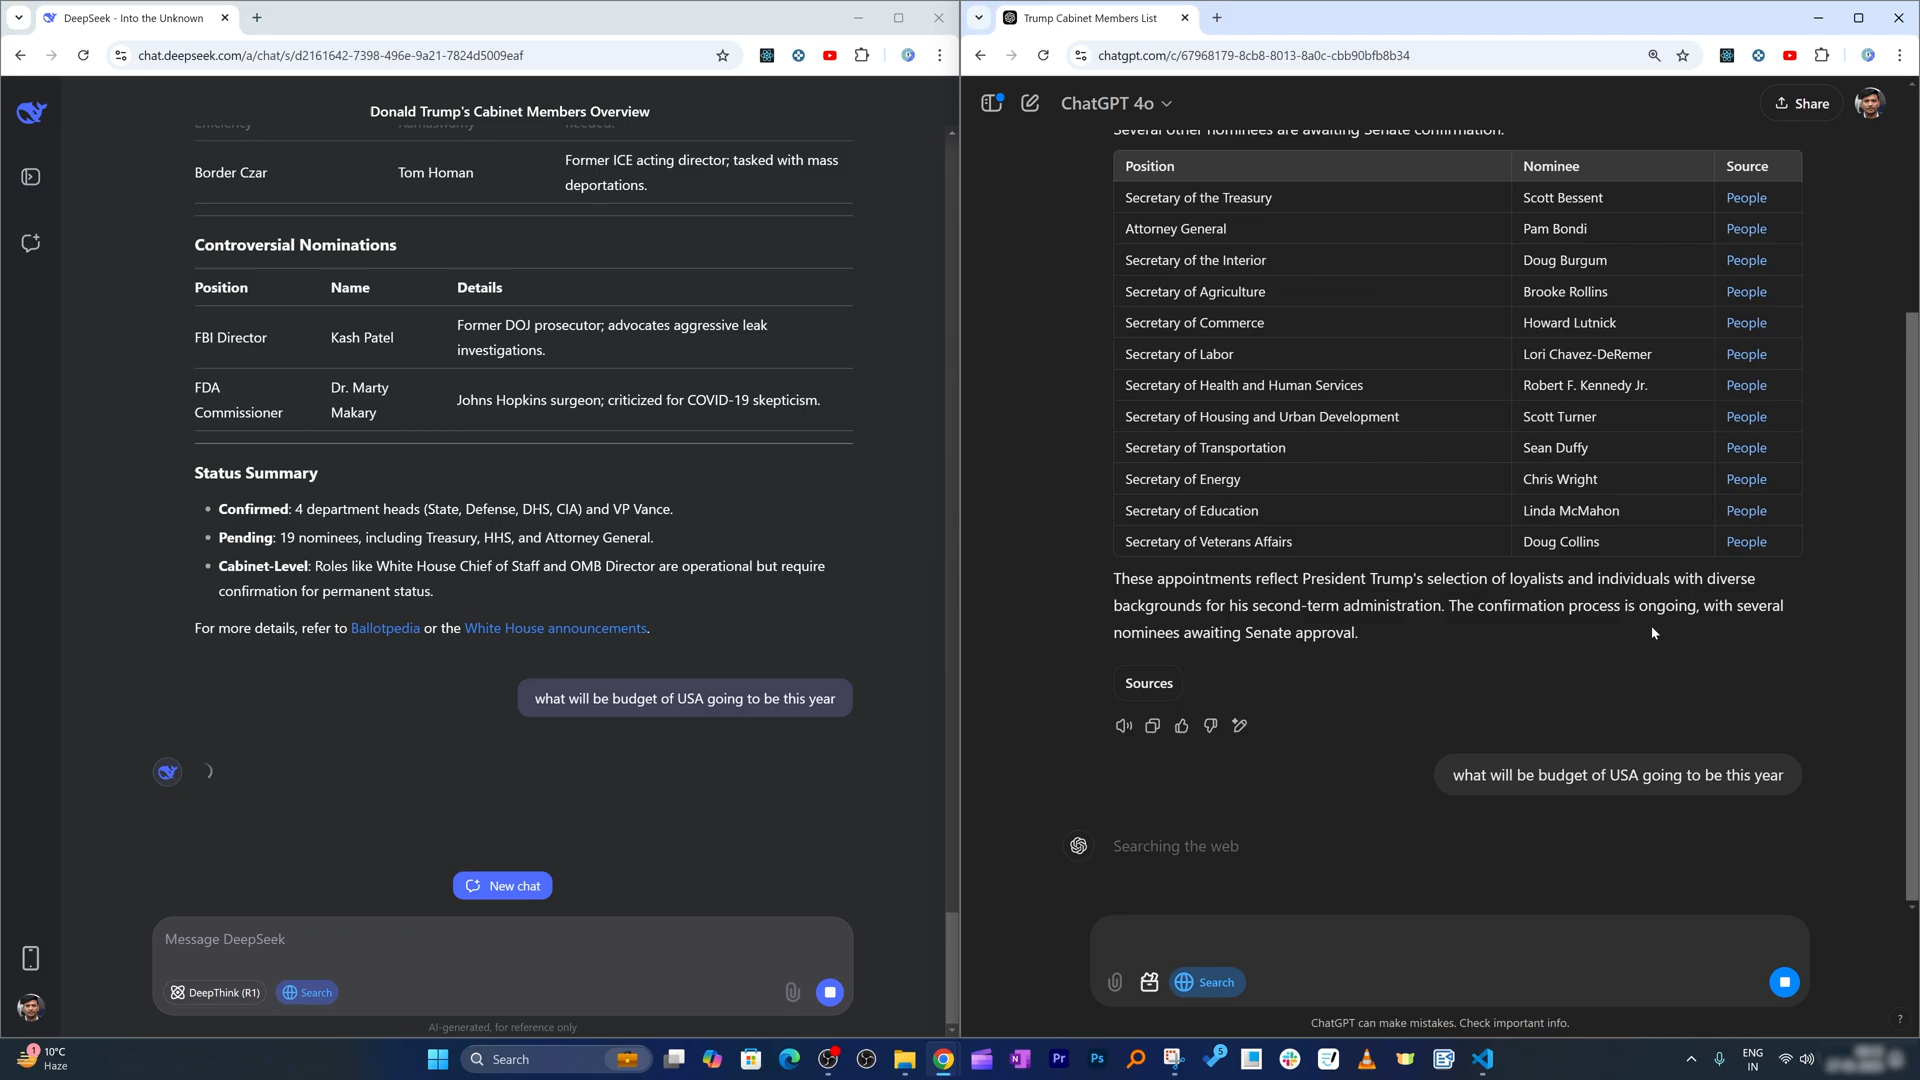 DeepSeek - Into the Unknown
chat.deepseek.com/a/chat/s/d2161642-7398-496e-9a21-7824d5009eaf
Donald Trump's Cabinet Members Overview
Efficiency Ramaswamy needed.
Border Czar Tom Homan Former ICE acting director; tasked with mass
deportations.
Controversial Nominations
Position Name Details
FBI Director Kash Patel Former DOJ prosecutor; advocates aggressive leak
investigations.
FDA
Commissioner Dr. Marty
Makary Johns Hopkins surgeon; criticized for COVID-19 skepticism.
Status Summary
• Confirmed: 4 department heads (State, Defense, DHS, CIA) and VP Vance.
• Pending: 19 nominees, including Treasury, HHS, and Attorney General.
• Cabinet-Level: Roles like White House Chief of Staff and OMB Director are operational but require
confirmation for permanent status.
For more details, refer to Ballotpedia or the White House announcements.
what will be budget of USA going to be this year
New chat
Message DeepSeek
DeepThink (R1) Search
AI-generated, for reference only
Trump Cabinet Members List
chatgpt.com/c/67968179-8cb8-8013-8a0c-cbb90bfb8b34
ChatGPT 4o
Share
Several other nominees are awaiting Senate confirmation.
Position Nominee Source
Secretary of the Treasury Scott Bessent People
Attorney General Pam Bondi People
Secretary of the Interior Doug Burgum People
Secretary of Agriculture Brooke Rollins People
Secretary of Commerce Howard Lutnick People
Secretary of Labor Lori Chavez-DeRemer People
Secretary of Health and Human Services Robert F. Kennedy Jr. People
Secretary of Housing and Urban Development Scott Turner People
Secretary of Transportation Sean Duffy People
Secretary of Energy Chris Wright People
Secretary of Education Linda McMahon People
Secretary of Veterans Affairs Doug Collins People
These appointments reflect President Trump's selection of loyalists and individuals with diverse
backgrounds for his second-term administration. The confirmation process is ongoing, with several
nominees awaiting Senate approval.
Sources
what will be budget of USA going to be this year
Searching the web
Search
ChatGPT can make mistakes. Check important info.
?
1
10°C
Haze
Search
Pr
Ps
5
ENG
IN